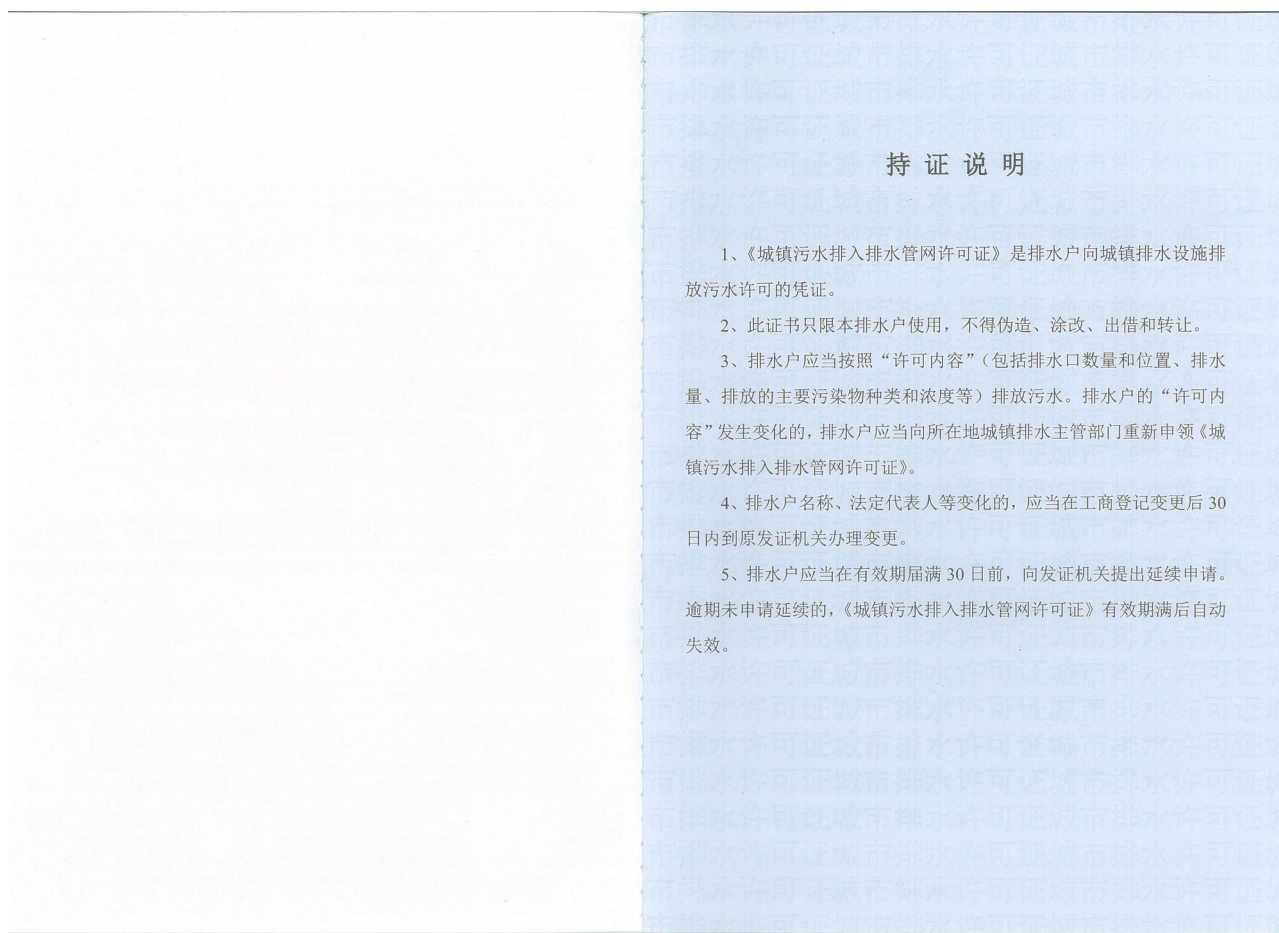 持证说明
1、《城镇污水排入排水管网许可证》是排水户向城镇排水设施排
放污水许可的凭证。
2、此证书只限本排水户使用，不得伪造、涂改、出借和转让。
3、排水户应当按照“许可内容”（包括排水口数量和位置、排水
量、排放的主要污染物种类和浓度等）排放污水。排水户的“许可内
容”发生变化的，排水户应当向所在地城镇排水主管部门重新申领《城
镇污水排入排水管网许可证》。
4、排水户名称、法定代表人等变化的，应当在工商登记变更后 30
日内到原发证机关办理变更。
5、排水户应当在有效期届满 30 日前，向发证机关提出延续申请。
逾期未申请延续的，《城镇污水排入排水管网许可证》有效期满后自动
失效。